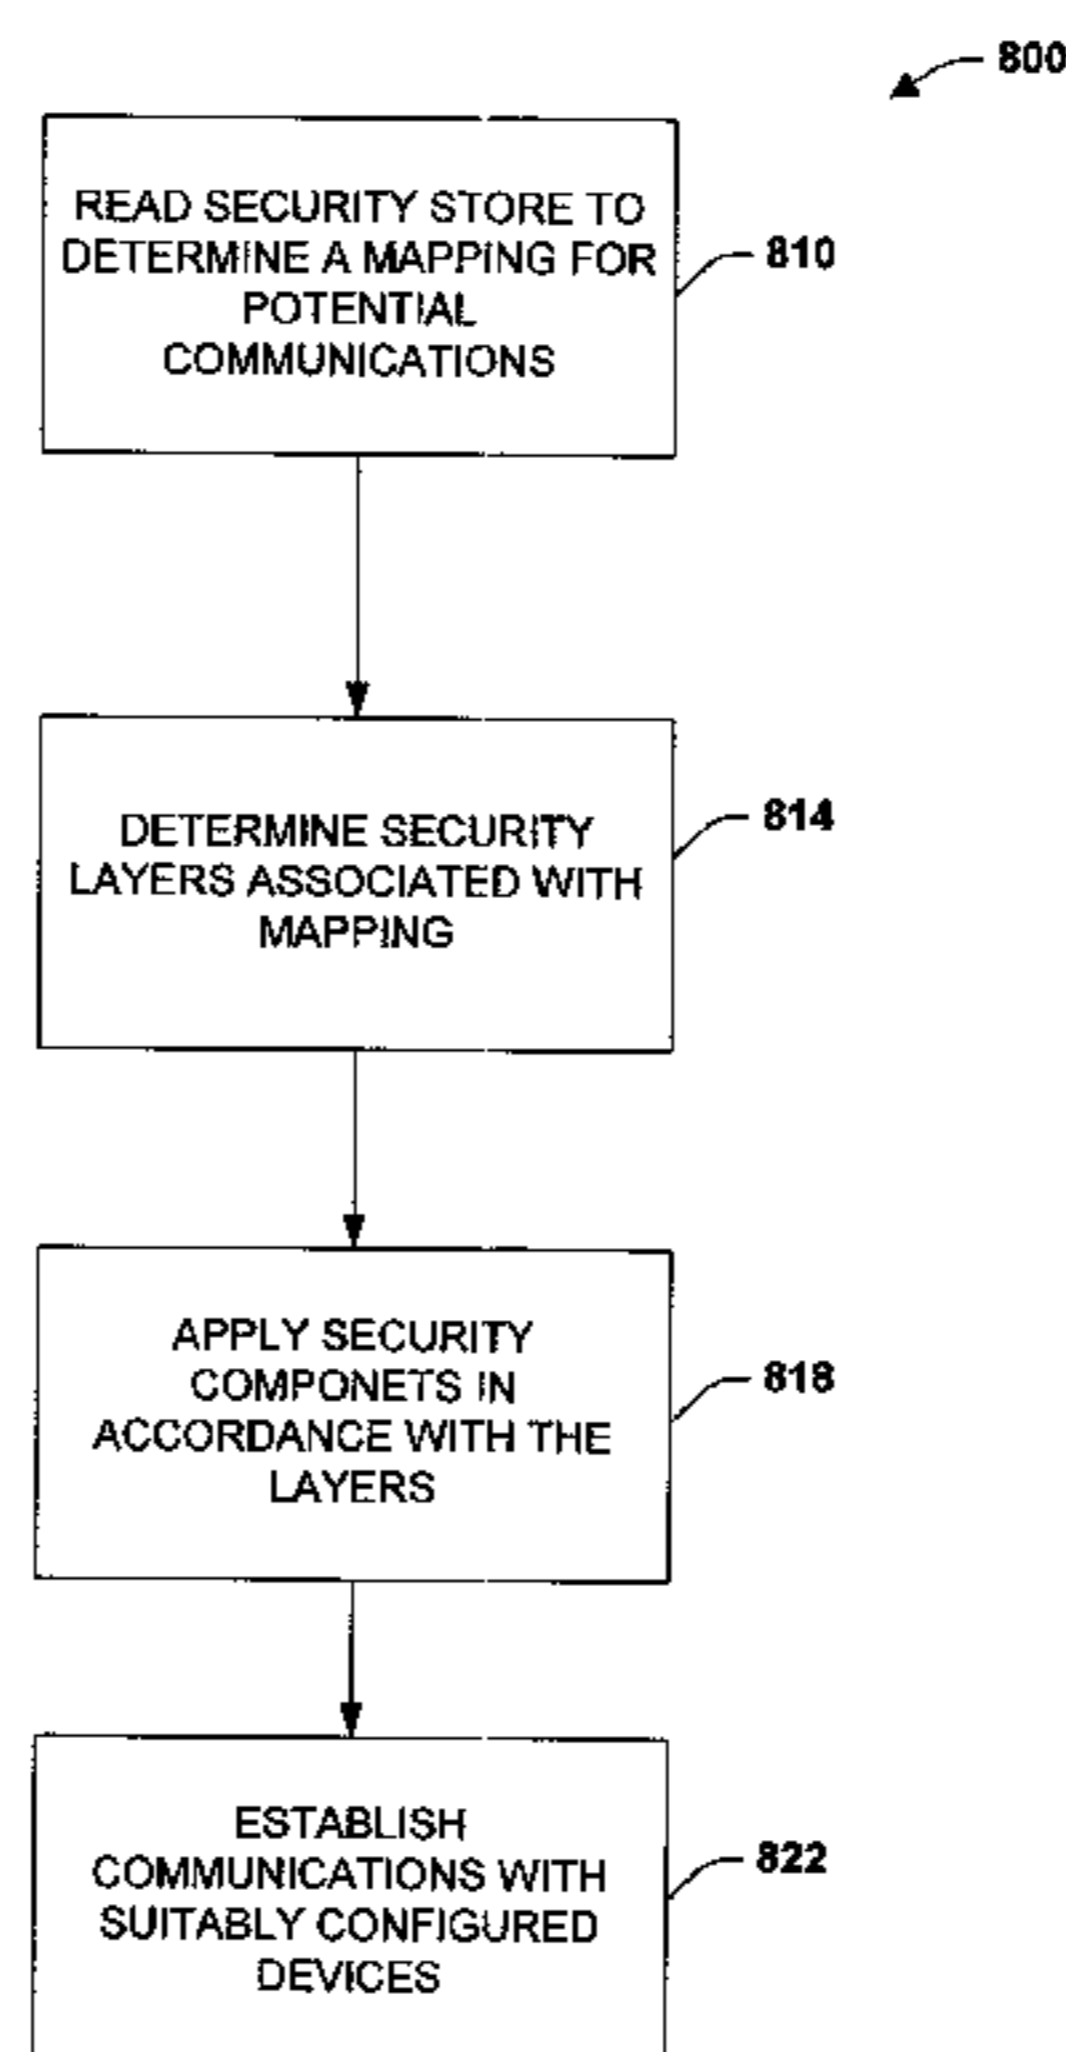 800
READ SECURITY STORE TO
DETERMINE A MAPPING FOR
POTENTIAL
COMMUNICATIONS
810
DETERMINE SECURITY
LAYERS ASSOCIATED WITH
MAPPING
814
APPLY SECURITY
COMPONETS IN
ACCORDANCE WITH THE
LAYERS
818
ESTABLISH
COMMUNICATIONS WITH
SUITABLY CONFIGURED
DEVICES
822